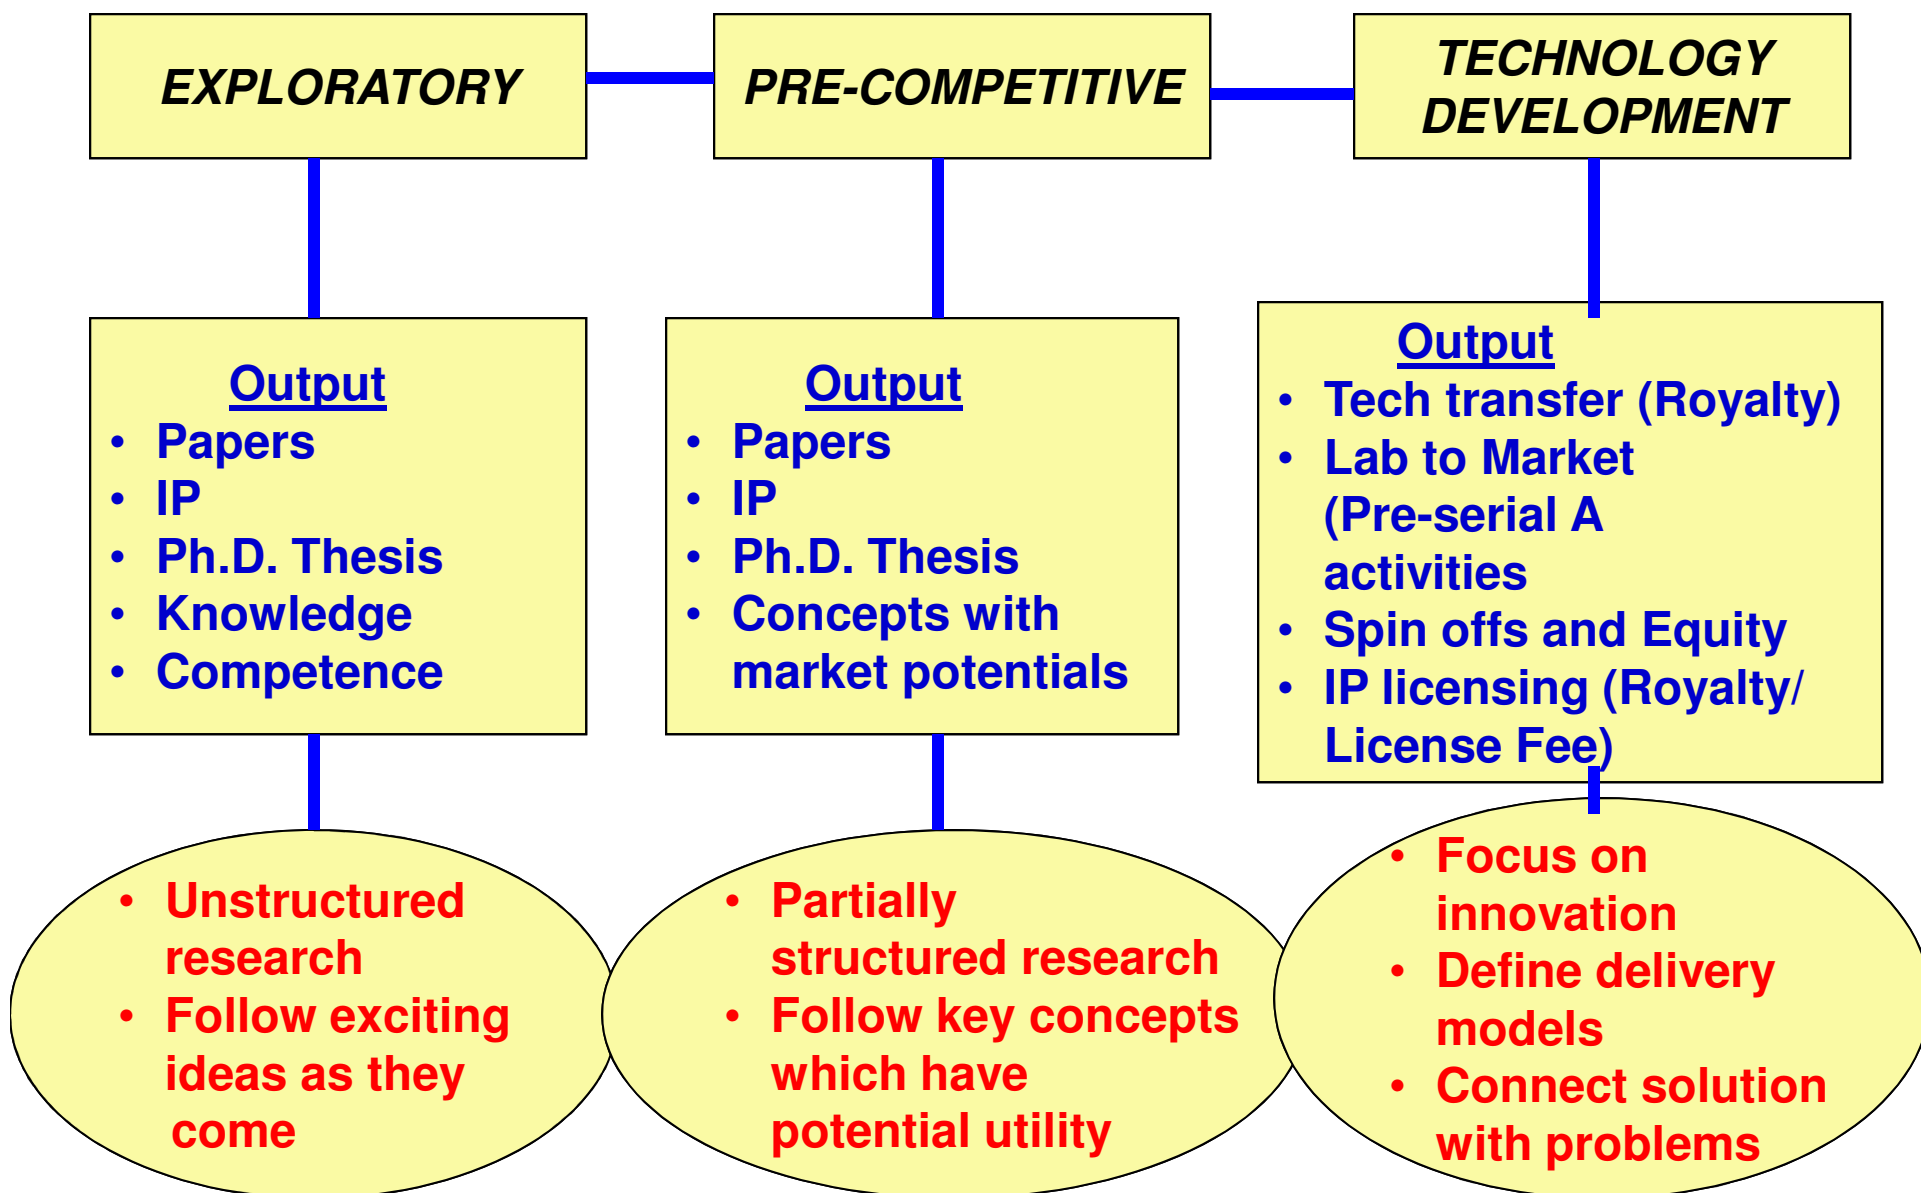 EXPLORATORY
PRE-COMPETITIVE
TECHNOLOGY
DEVELOPMENT
Output
• Papers
• IP
• Ph.D. Thesis
• Knowledge
• Competence
Output
• Papers
• IP
• Ph.D. Thesis
• Concepts with
market potentials
Output
• Tech transfer (Royalty)
• Lab to Market
(Pre-serial A
activities
• Spin offs and Equity
• IP licensing (Royalty/
License Fee)
• Unstructured
research
• Follow exciting
ideas as they
come
• Partially
structured research
• Follow key concepts
which have
potential utility
• Focus on
innovation
• Define delivery
models
• Connect solution
with problems